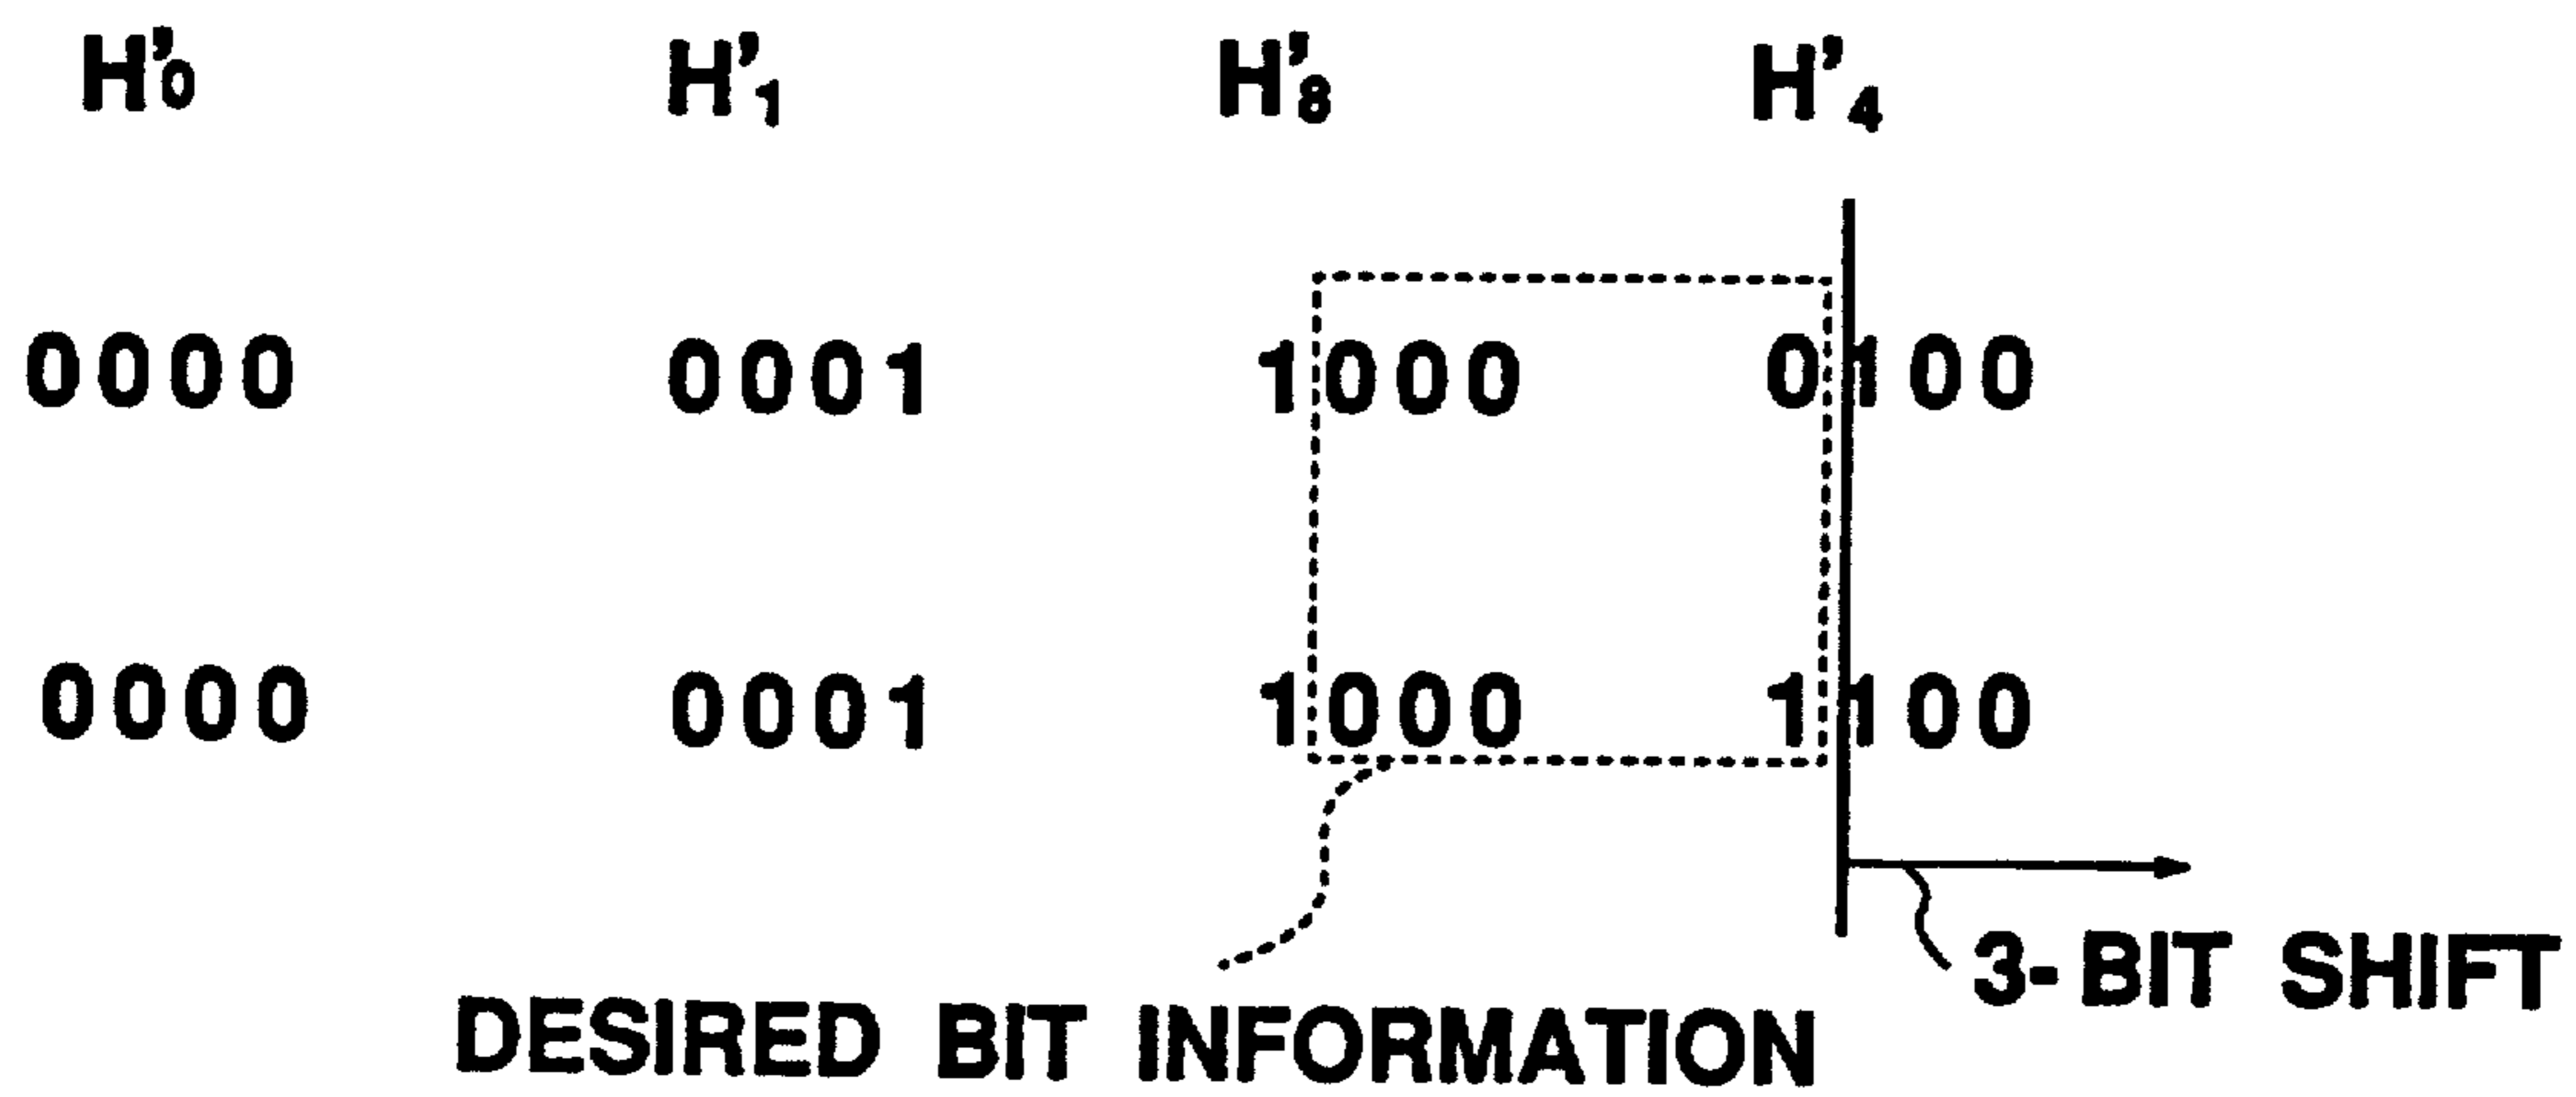 H'0 H'1 H'8 H'4
0000 0001 1000 0100
0000 0001 1000 1100
3-BIT SHIFT
DESIRED BIT INFORMATION